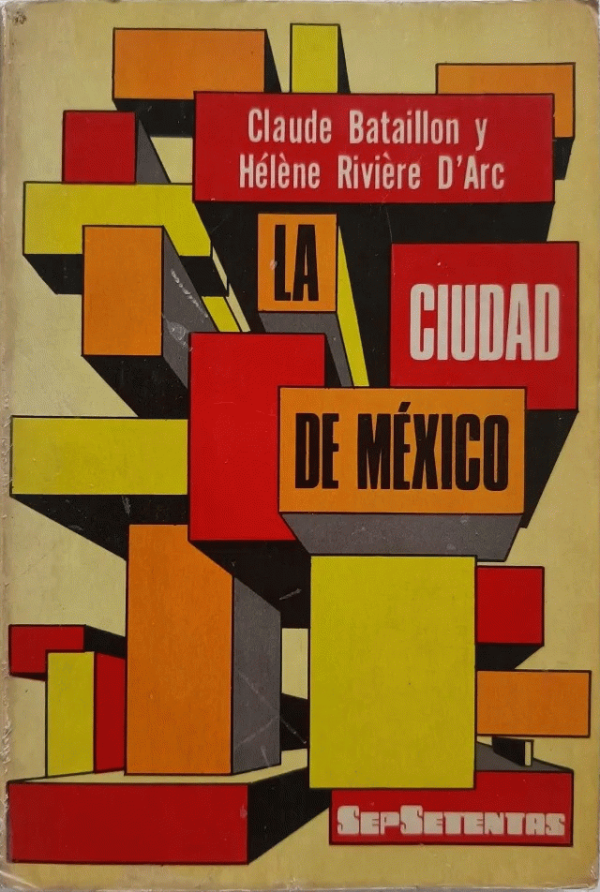 Claude Bataillon y
Hélène Rivière D'Arc
LA
CIUDAD
DE MÉXICO
SEPSETENTAS